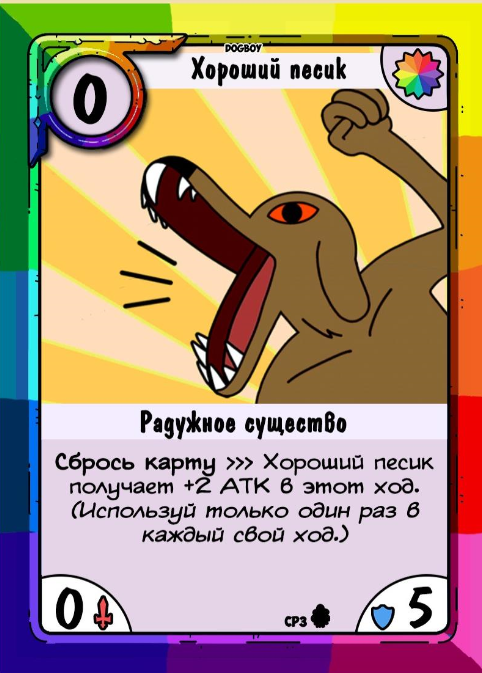 DOGBOY
0
Хороший песик
Радужное существо
Сбрось карту >>> Хороший песик
получает +2 АТК в этот ход.
(Используй только один раз в
каждый свой ход.)
0
СР3
5